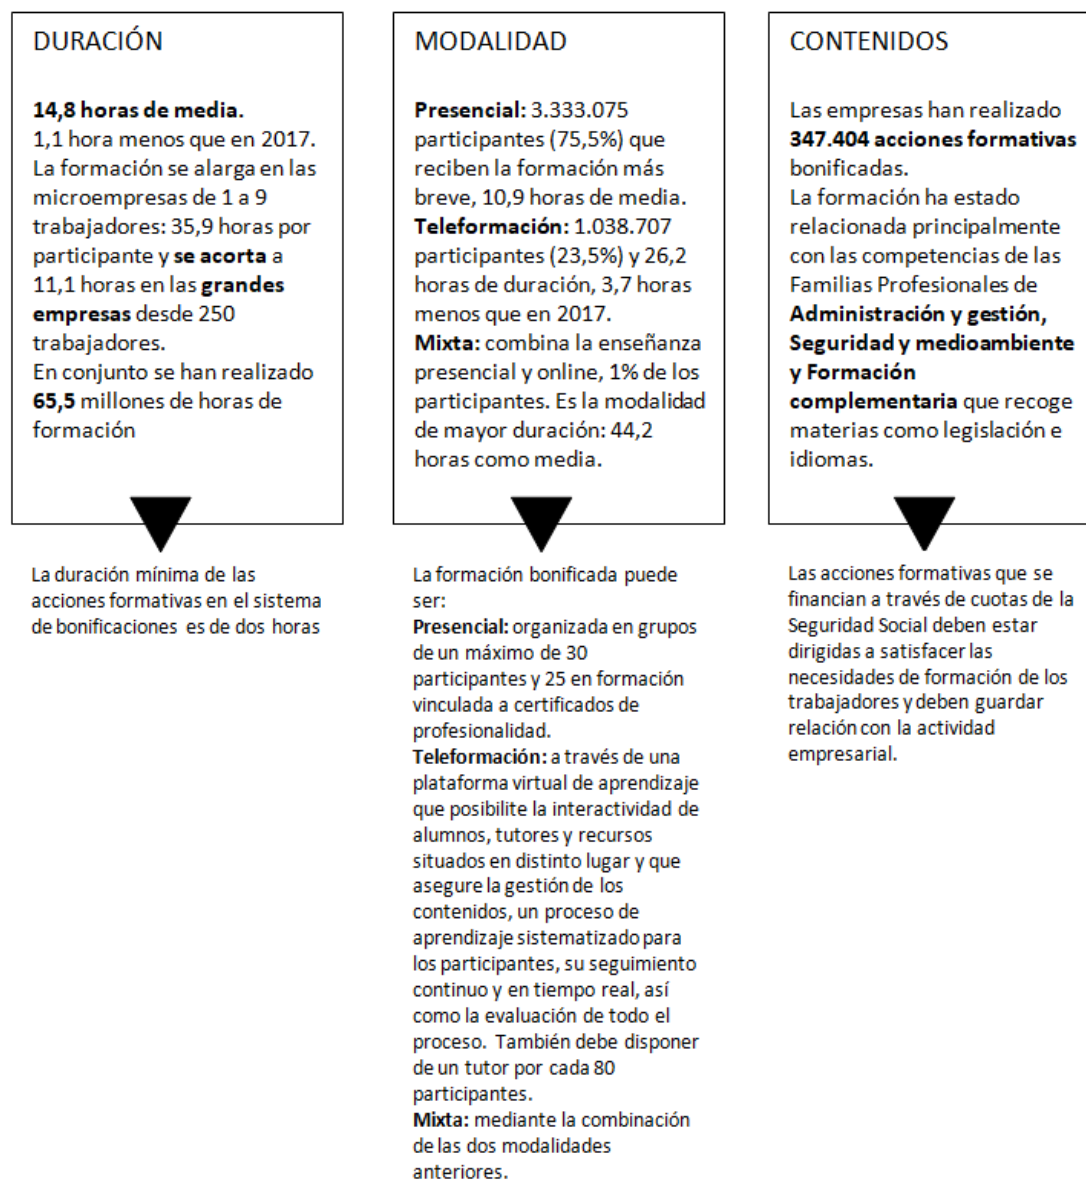 DURACIÓN
14,8 horas de media.
1,1 hora menos que en 2017.
La formación se alarga en las
microempresas de 1 a 9
trabajadores: 35,9 horas por
participante y se acorta a
11,1 horas en las grandes
empresas desde 250
trabajadores.
En conjunto se han realizado
65,5 millones de horas de
formación
La duración mínima de las
acciones formativas en el sistema
de bonificaciones es de dos horas
MODALIDAD
Presencial: 3.333.075
participantes (75,5%) que
reciben la formación más
breve, 10,9 horas de media.
Teleformación: 1.038.707
participantes (23,5%) y 26,2
horas de duración, 3,7 horas
menos que en 2017.
Mixta: combina la enseñanza
presencial y online, 1% de los
participantes. Es la modalidad
de mayor duración: 44,2
horas como media.
La formación bonificada puede
ser:
Presencial: organizada en grupos
de un máximo de 30
participantes y 25 en formación
vinculada a certificados de
profesionalidad.
Teleformación: a través de una
plataforma virtual de aprendizaje
que posibilite la interactividad de
alumnos, tutores y recursos
situados en distinto lugar y que
asegure la gestión de los
contenidos, un proceso de
aprendizaje sistematizado para
los participantes, su seguimiento
continuo y en tiempo real, así
como la evaluación de todo el
proceso. También debe disponer
de un tutor por cada 80
participantes.
Mixta: mediante la combinación
de las dos modalidades
anteriores.
CONTENIDOS
Las empresas han realizado
347.404 acciones formativas
bonificadas.
La formación ha estado
relacionada principalmente
con las competencias de las
Familias Profesionales de
Administración y gestión,
Seguridad y medioambiente
y Formación
complementaria que recoge
materias como legislación e
idiomas.
Las acciones formativas que se
financian a través de cuotas de la
Seguridad Social deben estar
dirigidas a satisfacer las
necesidades de formación de los
trabajadores y deben guardar
relación con la actividad
empresarial.